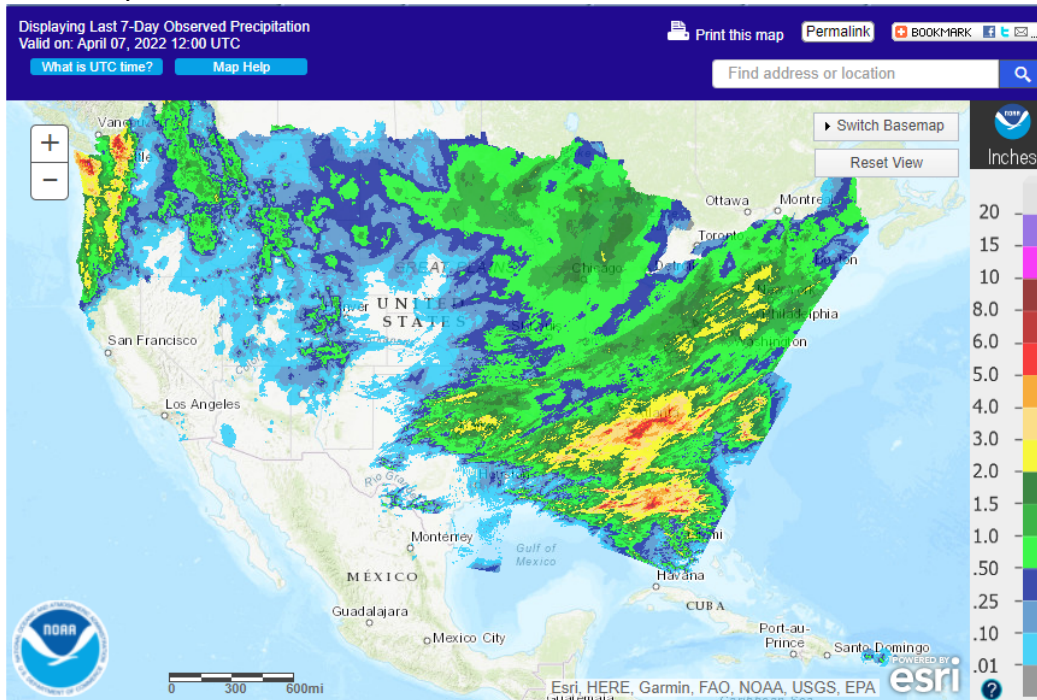 Displaying Last 7-Day Observed Precipitation
Valid on: April 07, 2022 12:00 UTC
What is UTC time?
Map Help
Print this map
Permalink
BOOKMARK
Find address or location
Switch Basemap
Reset View
NOAA
Inches
20
15
10
8.0
6.0
5.0
4.0
3.0
2.0
1.5
1.0
.50
.25
.10
.01
?
+
−
Ottawa
Toronto
Chicago
GREAT PLAINS
UNITED
STATES
San Francisco
Los Angeles
Washington
Rio Grande
Monterrey
Gulf of
Mexico
MÉXICO
Havana
CUBA
Guadalajara
Mexico City
Port-au-
Prince
Santo Domingo
NOAA
0 300 600mi
POWERED BY
esri
Esri, HERE, Garmin, FAO, NOAA, USGS, EPA